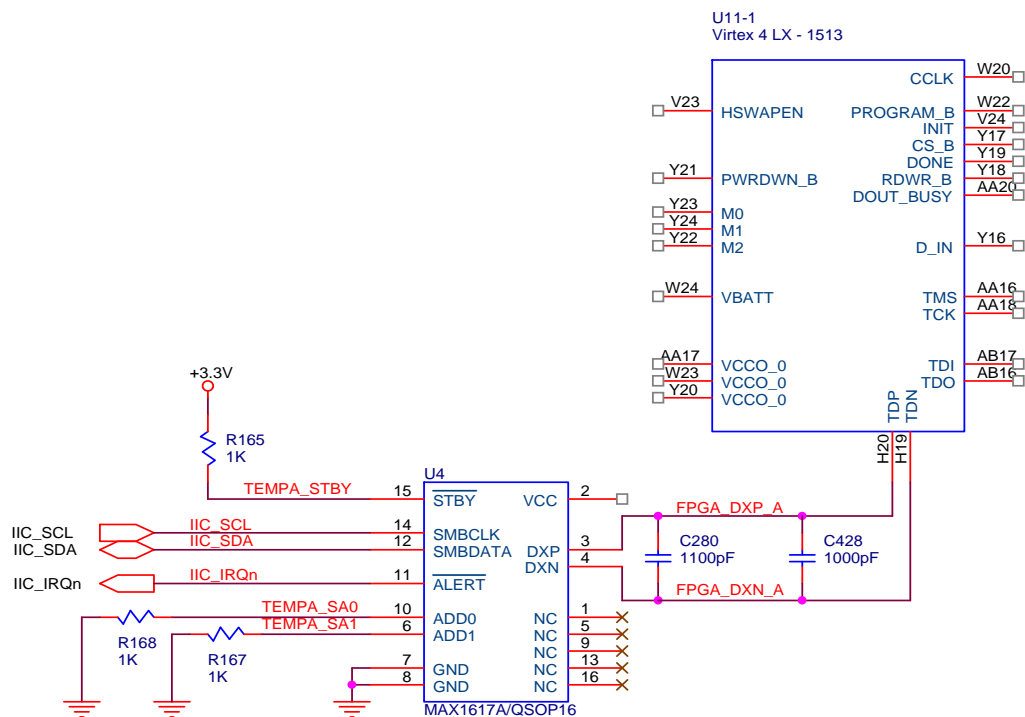 U11-1
Virtex 4 LX - 1513
CCLK W20
V23 HSWAPEN PROGRAM_B W22
INIT V24
CS_B Y17
DONE Y19
Y21 PWRDWN_B RDWR_B Y18
DOUT_BUSY AA20
Y23 M0
Y24 M1
Y22 M2 D_IN Y16
W24 VBATT TMS AA16
TCK AA18
AA17 VCCO_0 TDI AB17
W23 VCCO_0 TDO AB16
Y20 VCCO_0
TDP TDN
H20 H19
+3.3V
R165
1K
U4
TEMPA_STBY 15 STBY VCC 2
FPGA_DXP_A
IIC_SCL IIC_SCL 14 SMBCLK
IIC_SDA IIC_SDA 12 SMBDATA DXP 3
DXN 4
C280
1100pF
C428
1000pF
IIC_IRQn IIC_IRQn 11 ALERT
FPGA_DXN_A
TEMPA_SA0 10 ADD0 NC 1
TEMPA_SA1 6 ADD1 NC 5
R168
1K
R167
1K
NC 9
7 GND NC 13
8 GND NC 16
MAX1617A/QSOP16